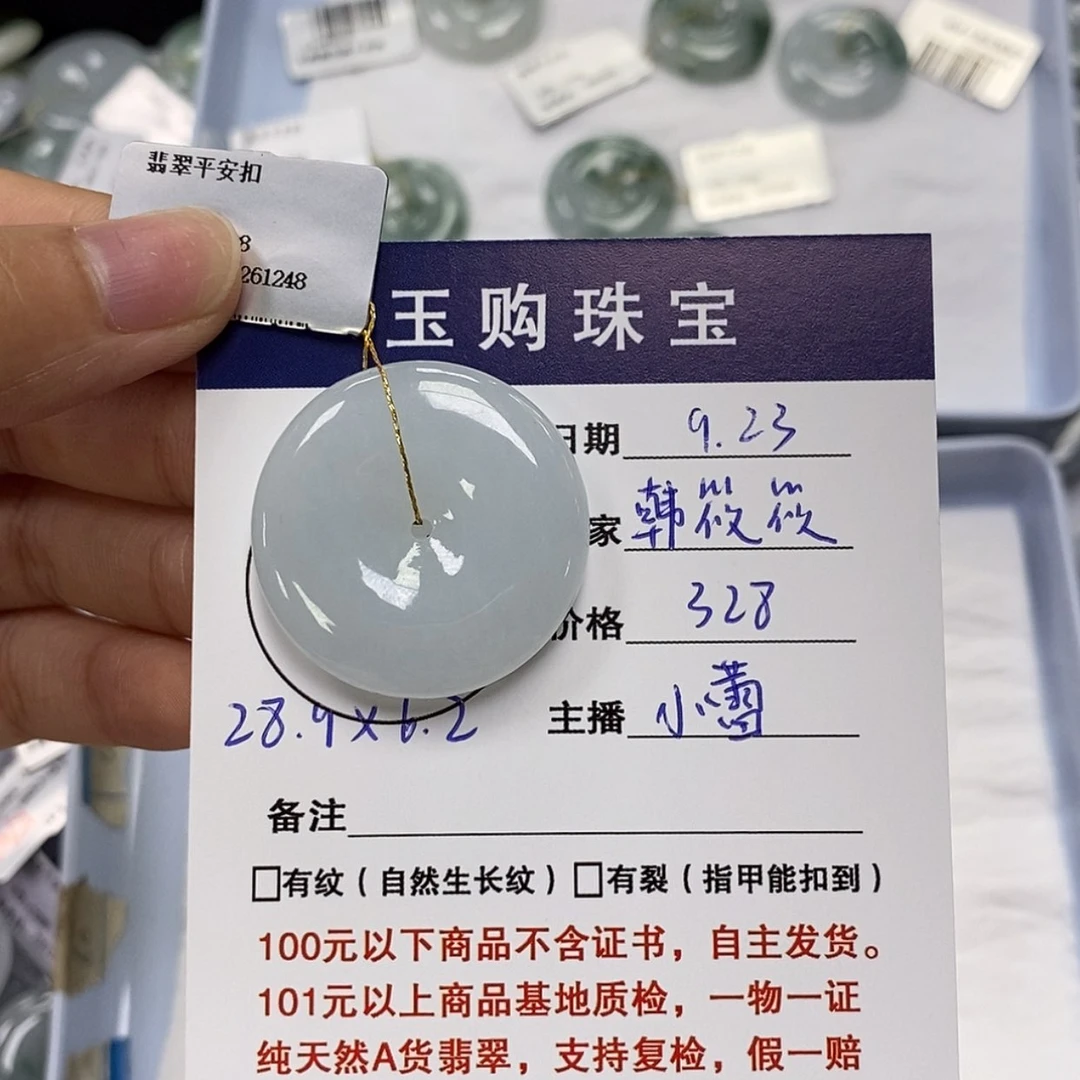 翡翠平安扣
8
261248
玉购珠宝
日期 9.23
家 韩筱筱
价格 328
28.9×6.2
主播 小蕾
备注
□有纹（自然生长纹）□有裂（指甲能扣到）
100元以下商品不含证书，自主发货。
101元以上商品基地质检，一物一证
纯天然A货翡翠，支持复检，假一赔